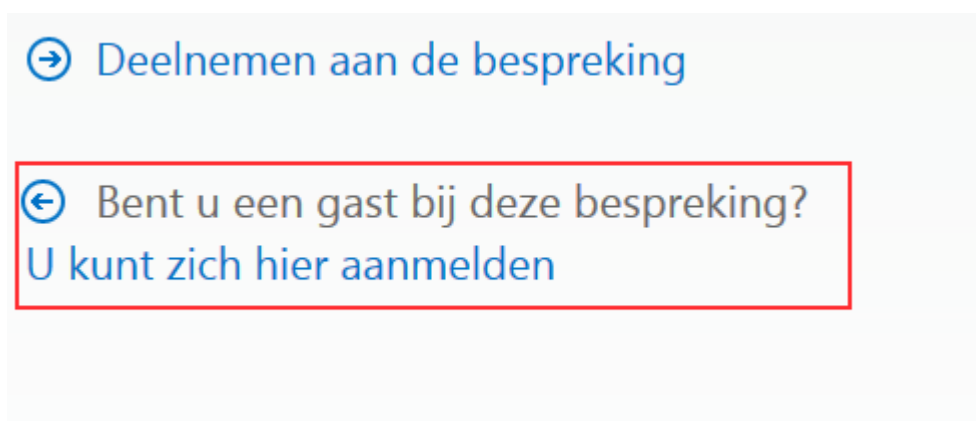 Deelnemen aan de bespreking
Bent u een gast bij deze bespreking?
U kunt zich hier aanmelden